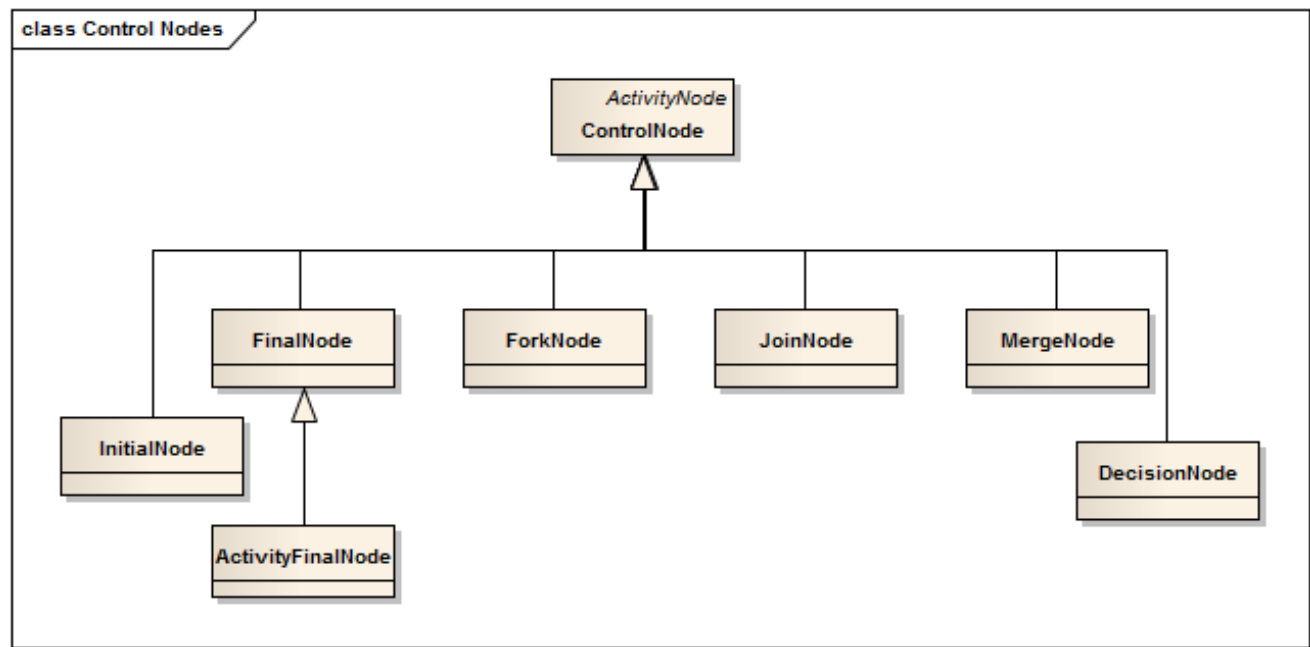 class Control Nodes
ActivityNode
ControlNode
FinalNode
ForkNode
JoinNode
MergeNode
InitialNode
DecisionNode
ActivityFinalNode